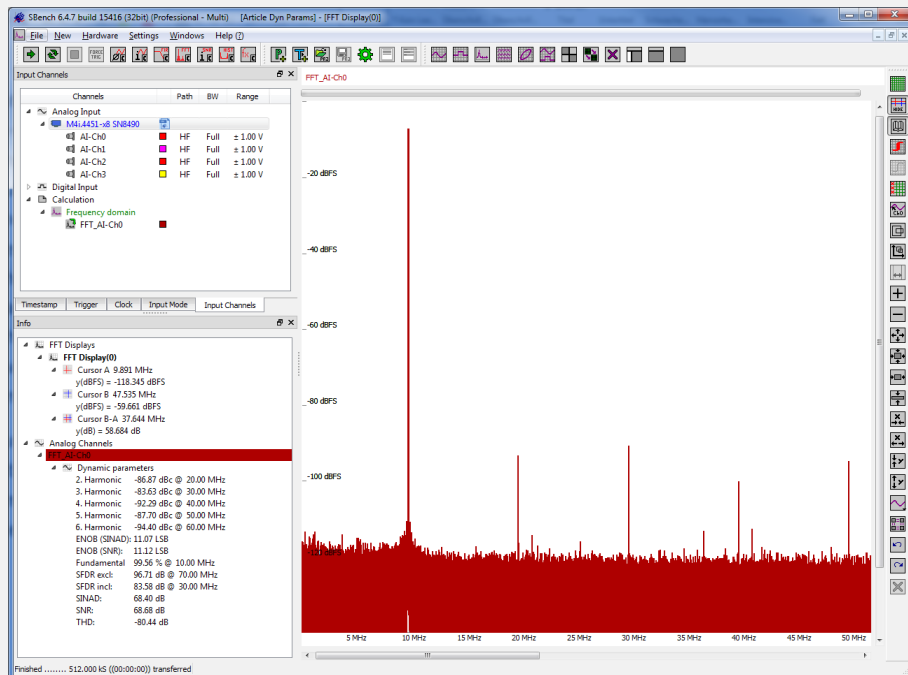 SBench 6.4.7 build 15416 (32bit) (Professional - Multi) [Article Dyn Params] - [FFT Display(0)]
File New Hardware Settings Windows Help (?)
Input Channels
Channels Path BW Range
Analog Input
M4i.4451-x8 SN8490
AI-Ch0 HF Full ± 1.00 V
AI-Ch1 HF Full ± 1.00 V
AI-Ch2 HF Full ± 1.00 V
AI-Ch3 HF Full ± 1.00 V
Digital Input
Calculation
Frequency domain
FFT_AI-Ch0
Timestamp Trigger Clock Input Mode Input Channels
Info
FFT Displays
FFT Display(0)
Cursor A 9.891 MHz
y(dBFS) = -118.345 dBFS
Cursor B 47.535 MHz
y(dBFS) = -59.661 dBFS
Cursor B-A 37.644 MHz
y(dB) = 58.684 dB
Analog Channels
FFT_AI-Ch0
Dynamic parameters
2. Harmonic -86.87 dBc @ 20.00 MHz
3. Harmonic -83.63 dBc @ 30.00 MHz
4. Harmonic -92.29 dBc @ 40.00 MHz
5. Harmonic -87.70 dBc @ 50.00 MHz
6. Harmonic -94.40 dBc @ 60.00 MHz
ENOB (SINAD): 11.07 LSB
ENOB (SNR): 11.12 LSB
Fundamental 99.56 % @ 10.00 MHz
SFDR excl: 96.71 dB @ 70.00 MHz
SFDR incl: 83.58 dB @ 30.00 MHz
SINAD: 68.40 dB
SNR: 68.68 dB
THD: -80.44 dB
FFT_AI-Ch0
-20 dBFS
-40 dBFS
-60 dBFS
-80 dBFS
-100 dBFS
-120 dBFS
5 MHz 10 MHz 15 MHz 20 MHz 25 MHz 30 MHz 35 MHz 40 MHz 45 MHz 50 MHz
Finished ........ 512.000 kS ((00:00:00)) transferred